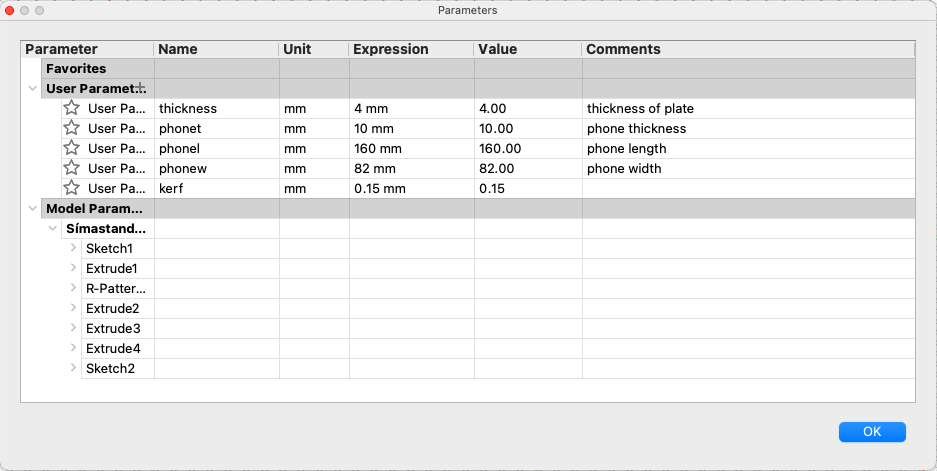 Parameters
Parameter Name Unit Expression Value Comments
Favorites
User Paramet...
User Pa... thickness mm 4 mm 4.00 thickness of plate
User Pa... phonet mm 10 mm 10.00 phone thickness
User Pa... phonel mm 160 mm 160.00 phone length
User Pa... phonew mm 82 mm 82.00 phone width
User Pa... kerf mm 0.15 mm 0.15
Model Param...
Símastand...
Sketch1
Extrude1
R-Patter...
Extrude2
Extrude3
Extrude4
Sketch2
OK